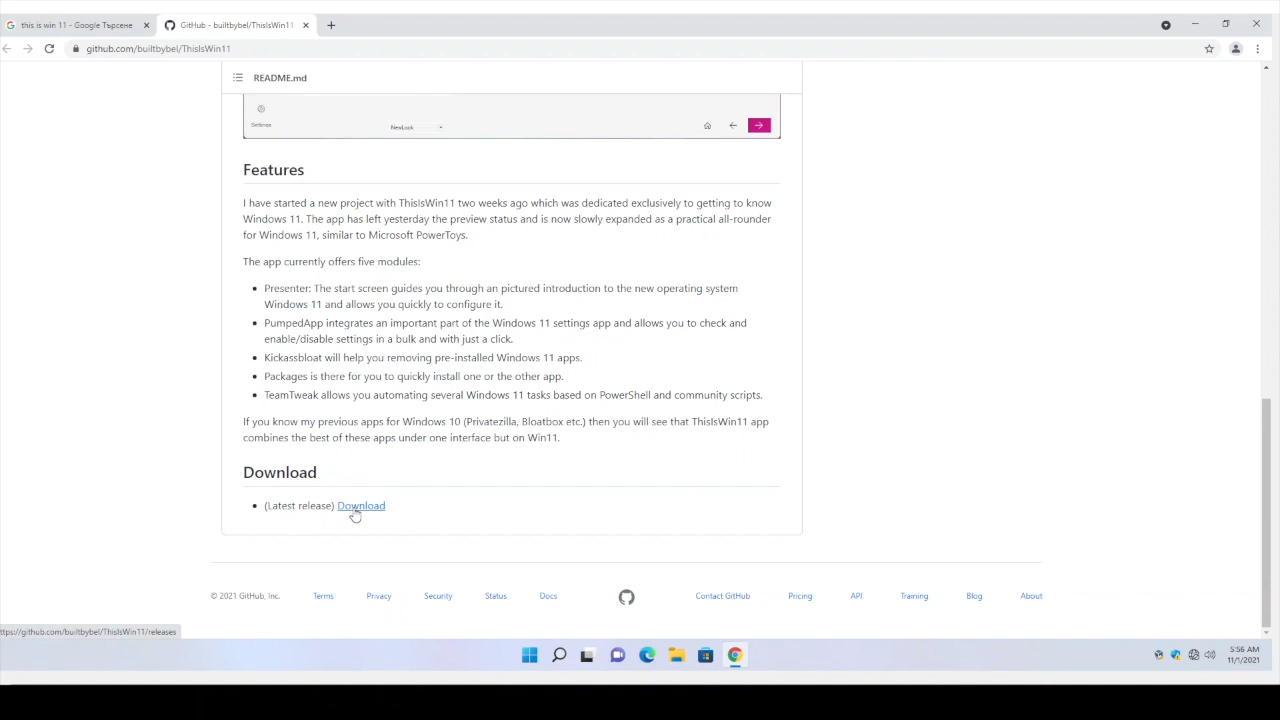 this is win 11 - Google Търсене
GitHub - builtbybel/ThisIsWin11
github.com/builtbybel/ThisIsWin11
README.md
Settings
NewLook
Features
I have started a new project with ThisIsWin11 two weeks ago which was dedicated exclusively to getting to know
Windows 11. The app has left yesterday the preview status and is now slowly expanded as a practical all-rounder
for Windows 11, similar to Microsoft PowerToys.
The app currently offers five modules:
Presenter: The start screen guides you through an pictured introduction to the new operating system
Windows 11 and allows you quickly to configure it.
PumpedApp integrates an important part of the Windows 11 settings app and allows you to check and
enable/disable settings in a bulk and with just a click.
Kickassbloat will help you removing pre-installed Windows 11 apps.
Packages is there for you to quickly install one or the other app.
TeamTweak allows you automating several Windows 11 tasks based on PowerShell and community scripts.
If you know my previous apps for Windows 10 (Privatezilla, Bloatbox etc.) then you will see that ThisIsWin11 app
combines the best of these apps under one interface but on Win11.
Download
(Latest release) Download
© 2021 GitHub, Inc. Terms Privacy Security Status Docs Contact GitHub Pricing API Training Blog About
ttps://github.com/builtbybel/ThisIsWin11/releases
5:56 AM
11/1/2021